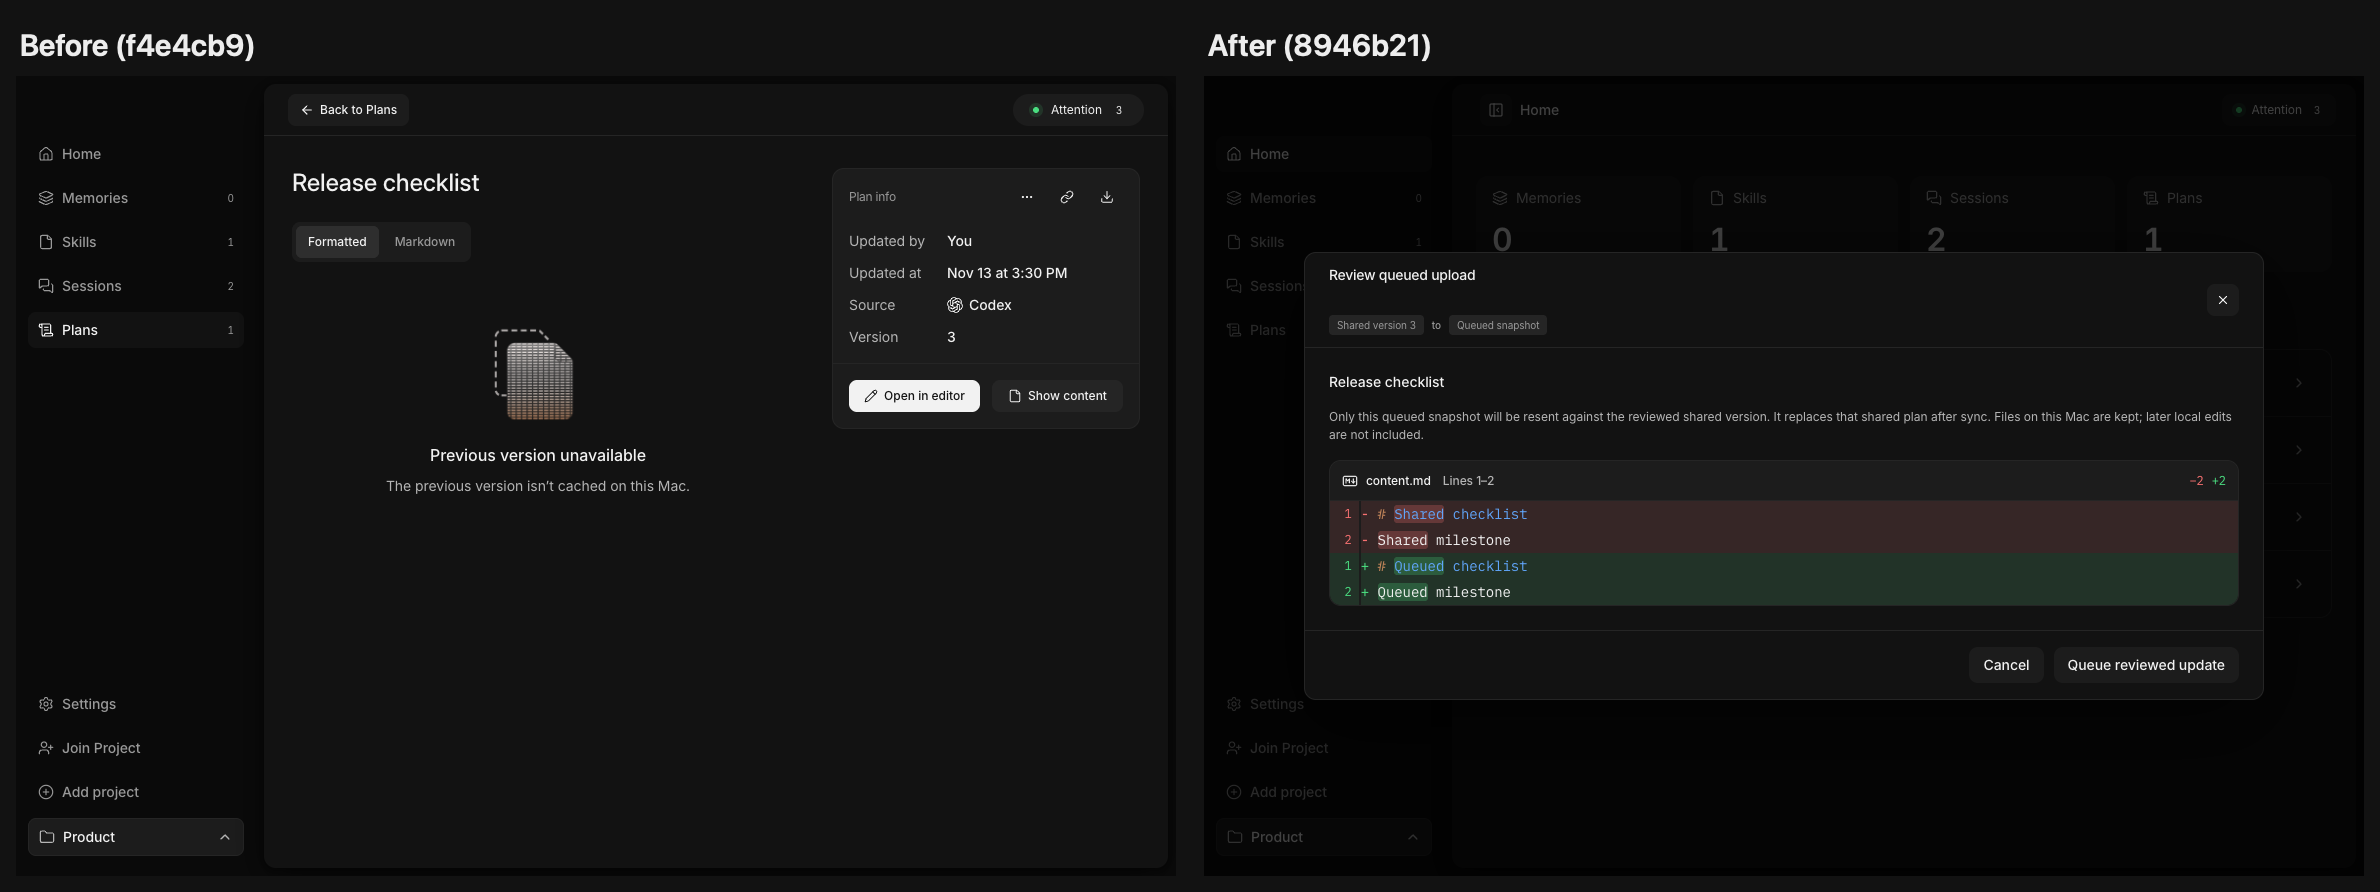 Before (f4e4cb9)
Back to Plans
Attention 3
Home
Memories 0
Skills 1
Sessions 2
Plans 1
Settings
Join Project
Add project
Product
Release checklist
Formatted Markdown
Previous version unavailable
The previous version isn't cached on this Mac.
Plan info
Updated by You
Updated at Nov 13 at 3:30 PM
Source Codex
Version 3
Open in editor Show content
After (8946b21)
Home
Attention 3
Home
Memories 0
Skills 1
Sessions
Plans
Settings
Join Project
Add project
Product
Memories
0
Skills
1
Sessions
2
Plans
1
Review queued upload
Shared version 3 to Queued snapshot
Release checklist
Only this queued snapshot will be resent against the reviewed shared version. It replaces that shared plan after sync. Files on this Mac are kept; later local edits
are not included.
content.md Lines 1–2 −2 +2
1 - # Shared checklist
2 - Shared milestone
1 + # Queued checklist
2 + Queued milestone
Cancel Queue reviewed update